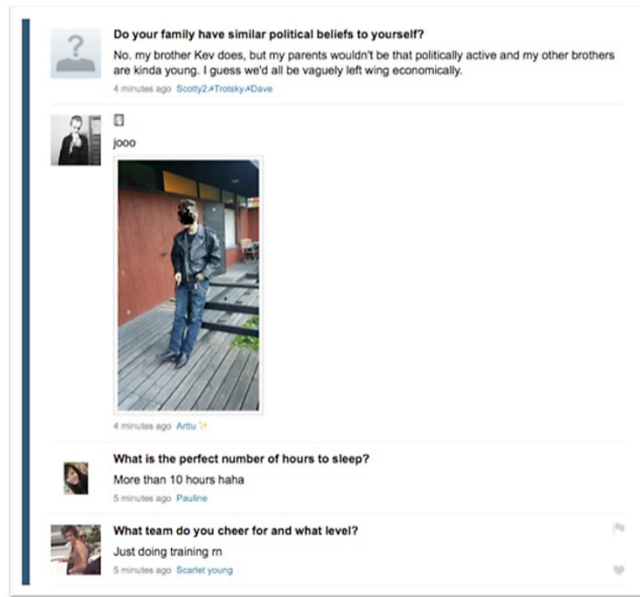 Do your family have similar political beliefs to yourself?
No. my brother Kev does, but my parents wouldn't be that politically active and my other brothers
are kinda young. I guess we'd all be vaguely left wing economically.
4 minutes ago Scotty2☭Trotsky☭Dave
jooo
4 minutes ago Arttu ✨
What is the perfect number of hours to sleep?
More than 10 hours haha
5 minutes ago Pauline
What team do you cheer for and what level?
Just doing training rn
5 minutes ago Scarlet young